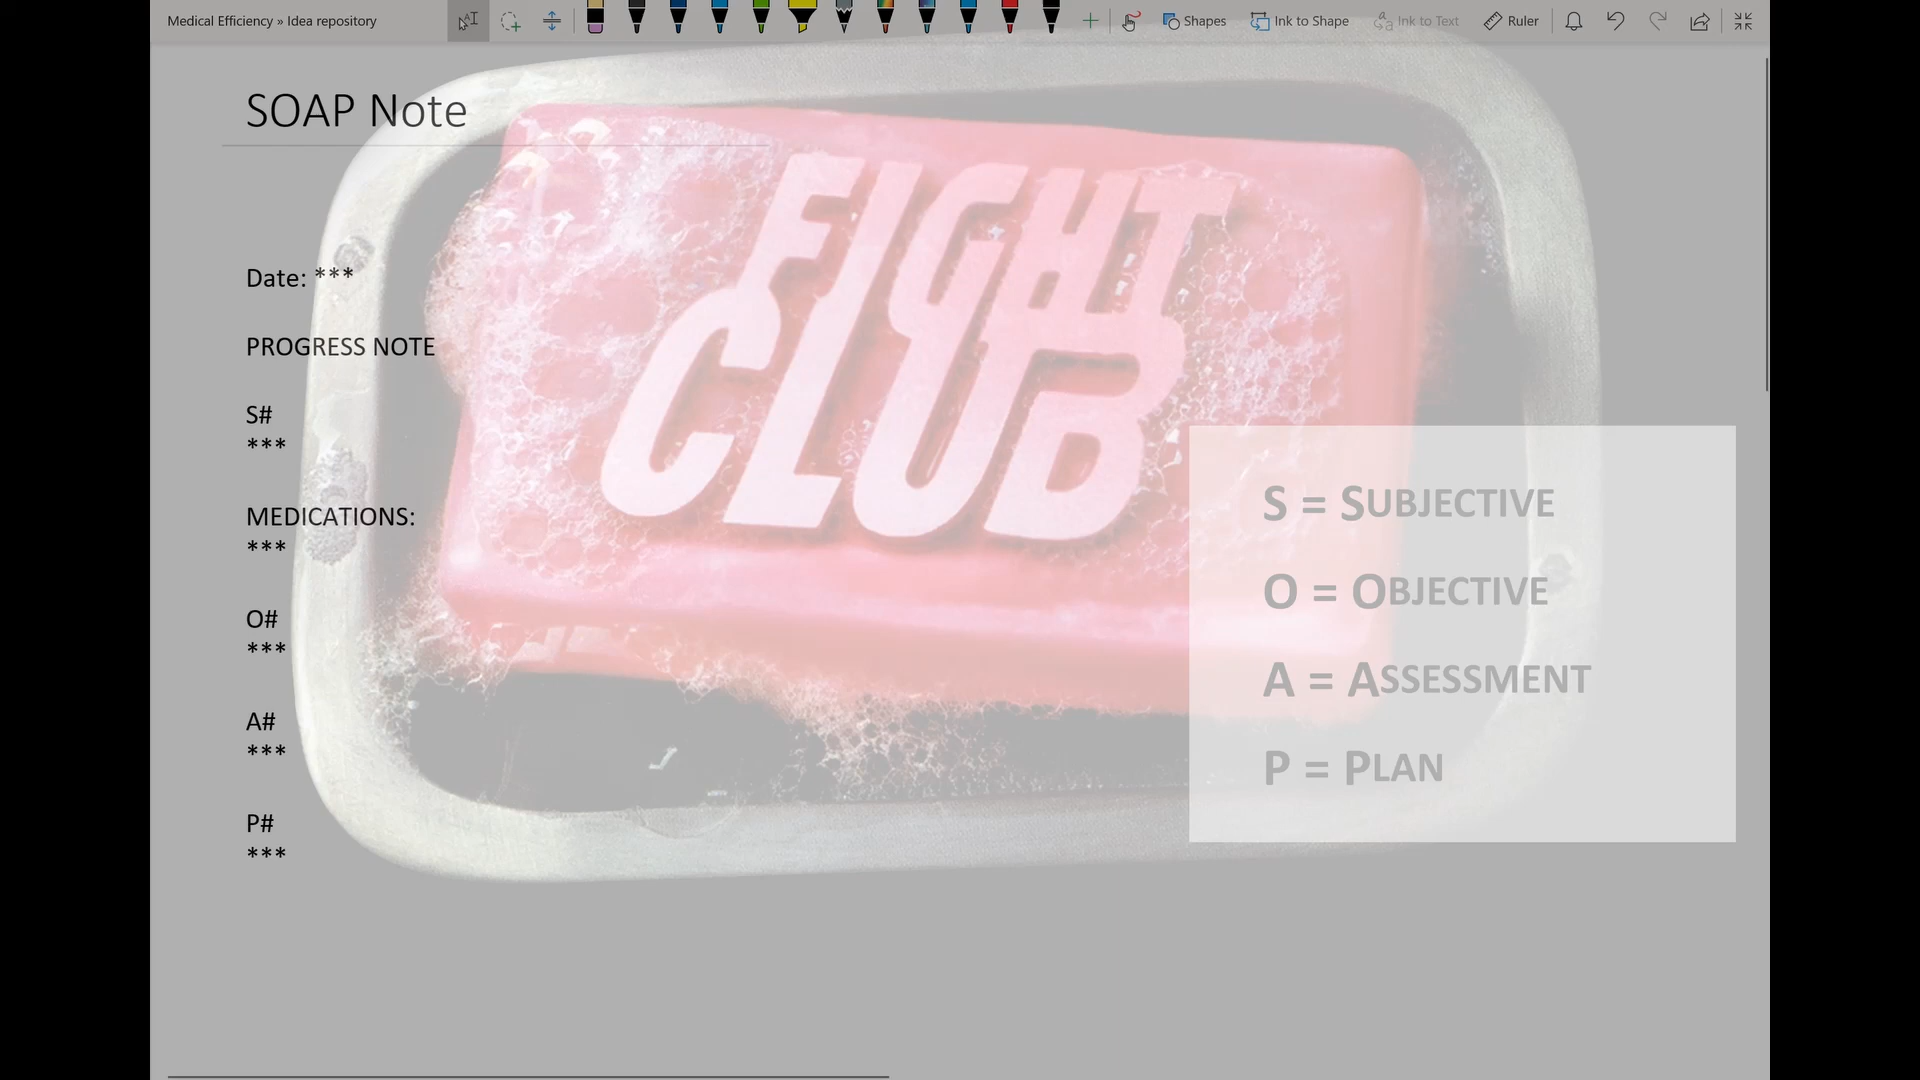 Medical Efficiency » Idea repository
Shapes
Ink to Shape
Ink to Text
Ruler
SOAP Note
FIGHT
CLUB
Date: ***
PROGRESS NOTE
S#
***
MEDICATIONS:
***
O#
***
A#
***
P#
***
S = SUBJECTIVE
O = OBJECTIVE
A = ASSESSMENT
P = PLAN